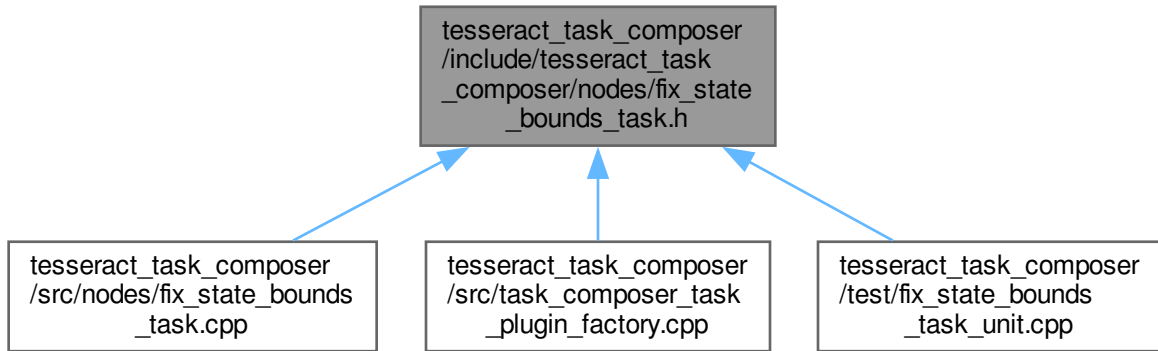 tesseract_task_composer
/include/tesseract_task
_composer/nodes/fix_state
_bounds_task.h
tesseract_task_composer
/src/nodes/fix_state_bounds
_task.cpp
tesseract_task_composer
/src/task_composer_task
_plugin_factory.cpp
tesseract_task_composer
/test/fix_state_bounds
_task_unit.cpp